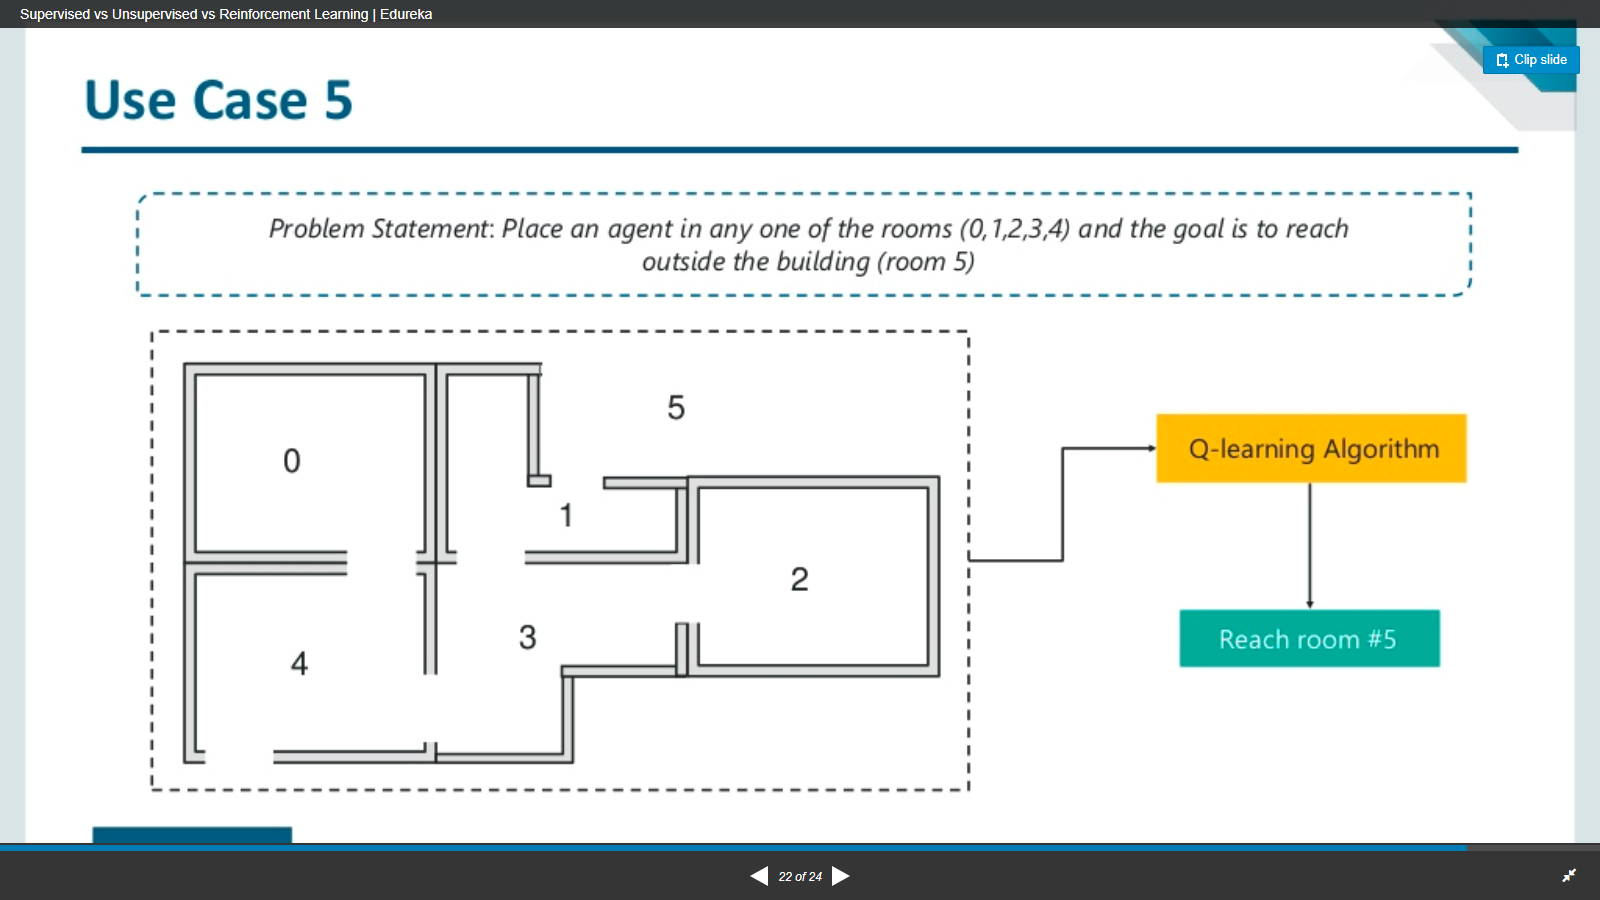 Supervised vs Unsupervised vs Reinforcement Learning | Edureka
Clip slide
Use Case 5
Problem Statement: Place an agent in any one of the rooms (0,1,2,3,4) and the goal is to reach
outside the building (room 5)
5
0
1
2
3
4
Q-learning Algorithm
Reach room #5
22 of 24